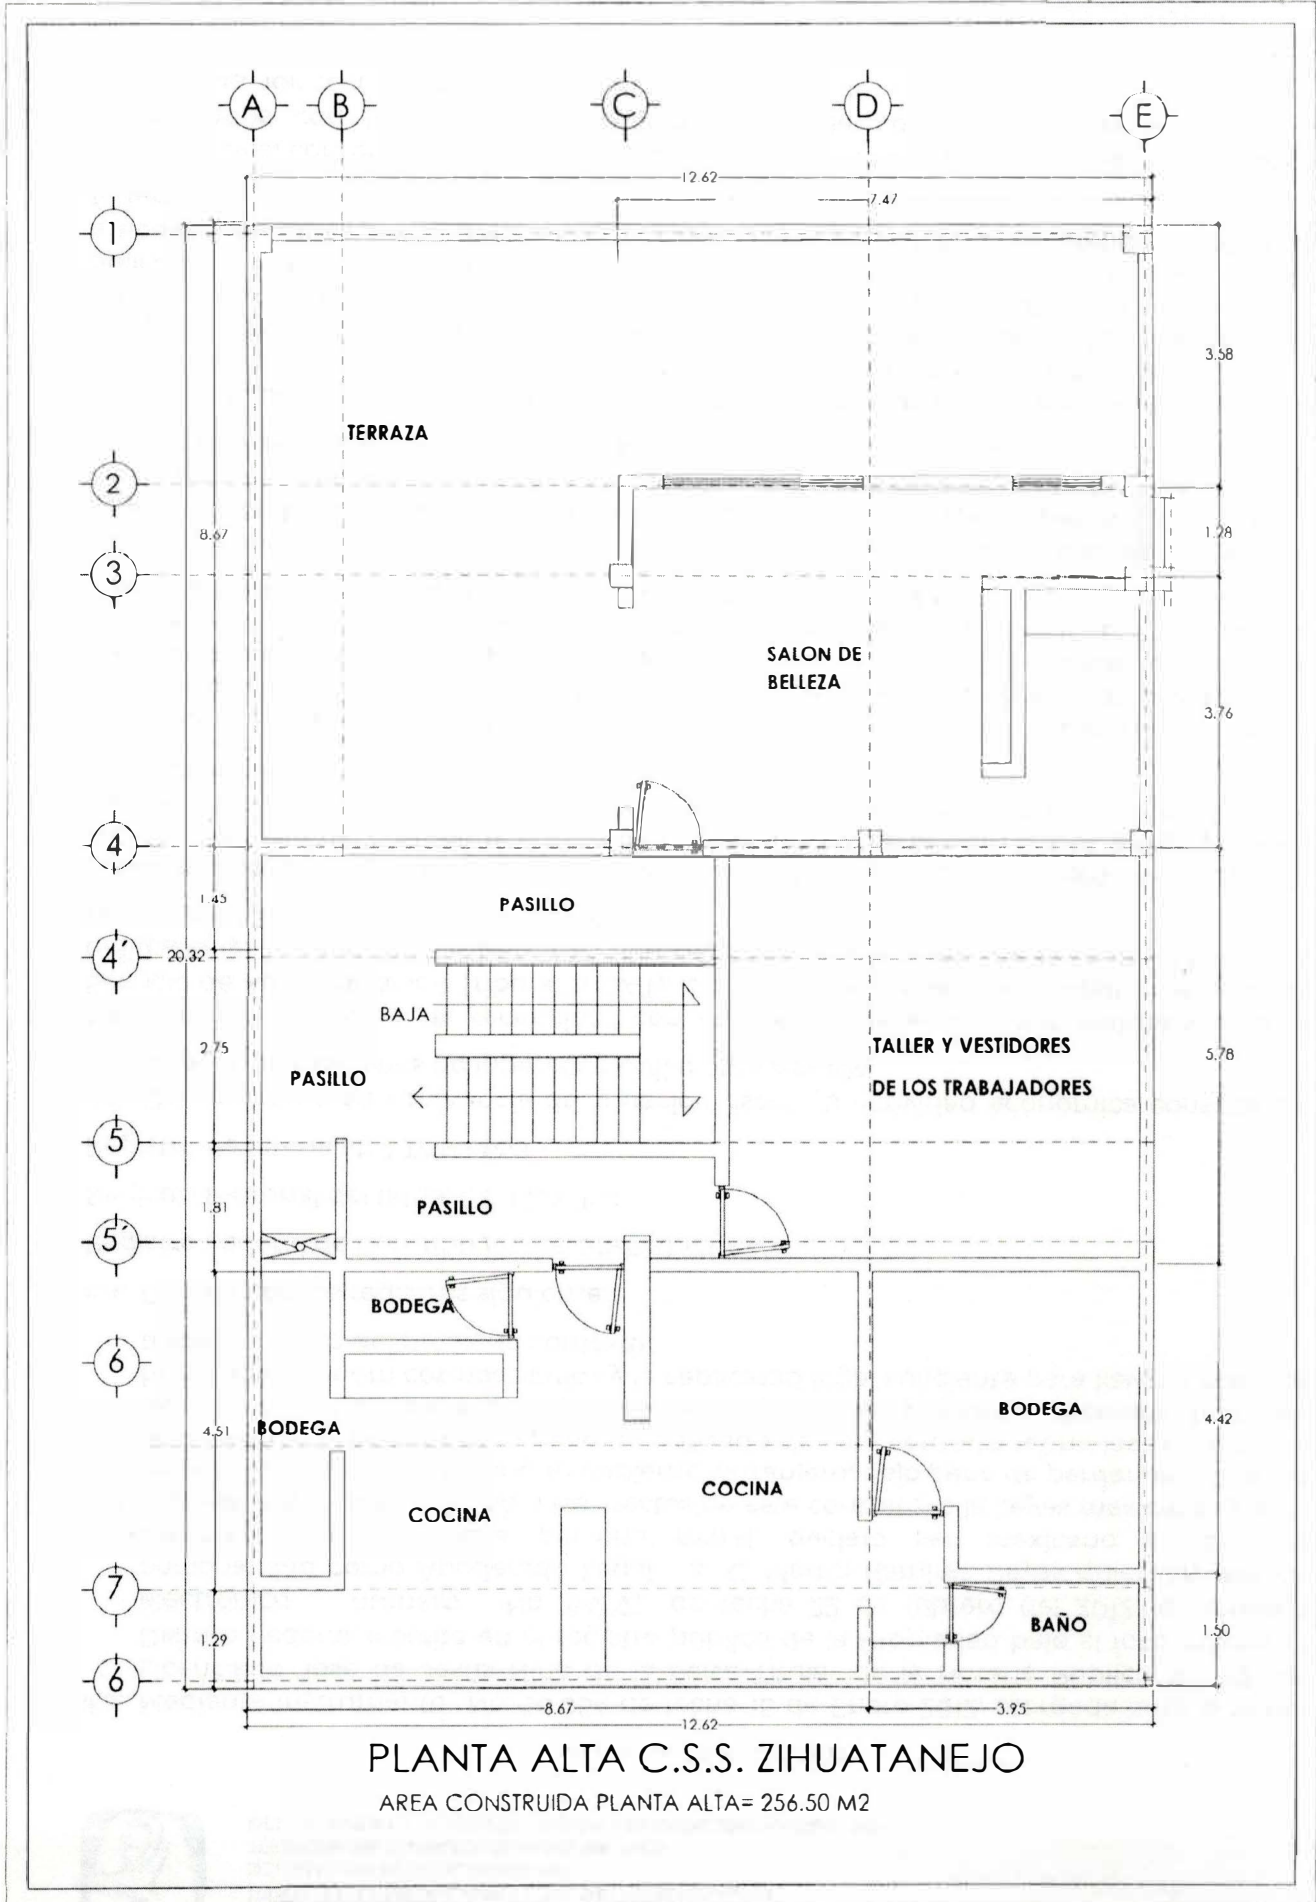 A B C D E
12.62
7.47
1
3.58
TERRAZA
2
8.67
1.28
3
SALON DE
BELLEZA
3.76
4
1.45
PASILLO
4´
20.32
BAJA
2.75
TALLER Y VESTIDORES
5.78
PASILLO
DE LOS TRABAJADORES
5
1.81
PASILLO
5´
BODEGA
6
BODEGA
4.51
BODEGA
4.42
COCINA
COCINA
7
BAÑO
1.29
1.50
6
8.67
3.95
12.62
PLANTA ALTA C.S.S. ZIHUATANEJO
AREA CONSTRUIDA PLANTA ALTA= 256.50 M2